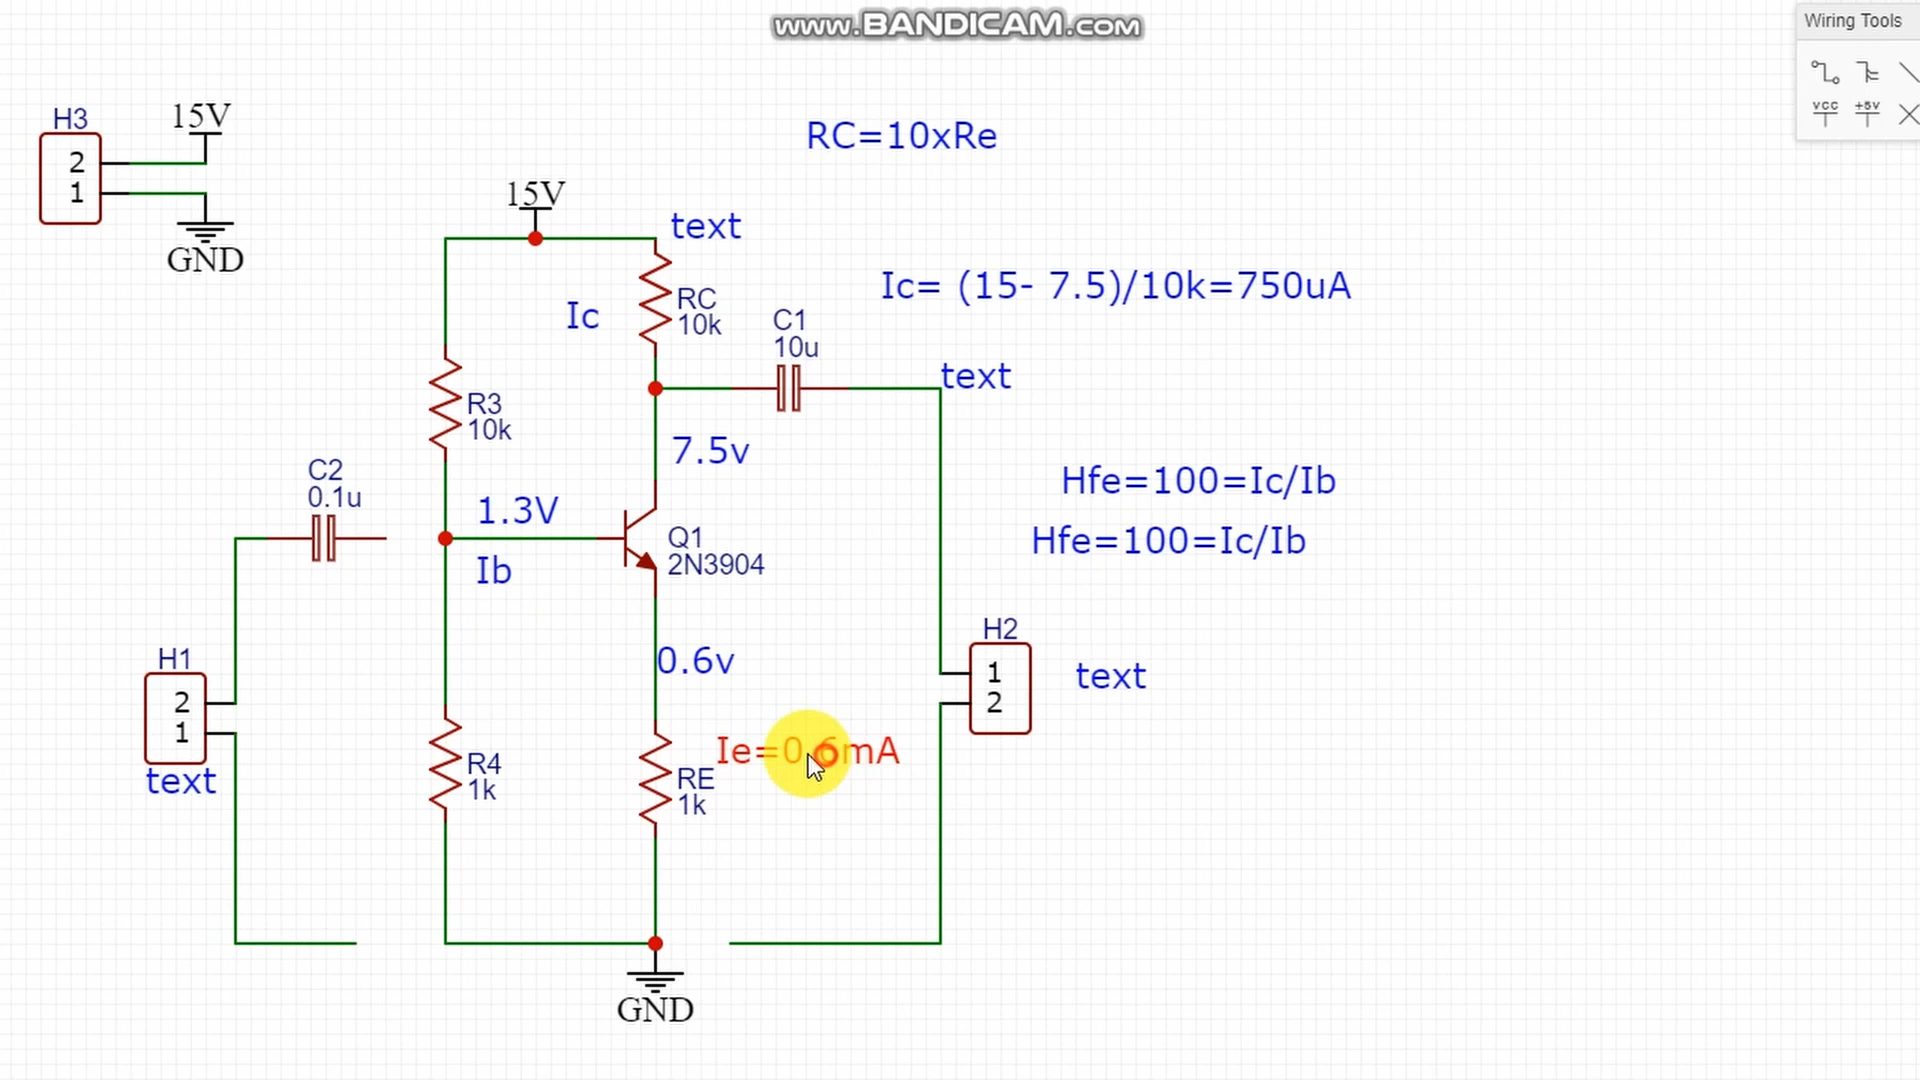 www.BANDICAM.com
Wiring Tools
VCC +5V
H3
15V
2
1
GND
RC=10xRe
15V
text
Ic= (15- 7.5)/10k=750uA
Ic
RC
10k
C1
10u
text
R3
10k
7.5v
C2
0.1u
1.3V
Hfe=100=Ic/Ib
Q1
2N3904
Hfe=100=Ic/Ib
Ib
H2
1
2
text
H1
2
1
text
0.6v
Ie=0.6mA
R4
1k
RE
1k
GND